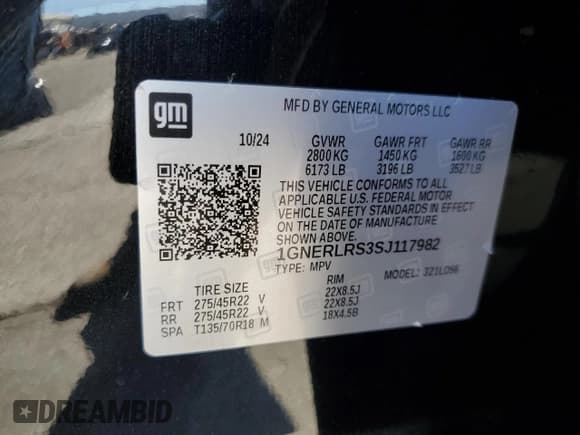 gm
MFD BY GENERAL MOTORS LLC
10/24 GVWR GAWR FRT GAWR RR
2800 KG 1450 KG 1600 KG
6173 LB 3196 LB 3527 LB
THIS VEHICLE CONFORMS TO ALL
APPLICABLE U.S. FEDERAL MOTOR
VEHICLE SAFETY STANDARDS IN EFFECT
ON THE DATE OF MANUFACTURE
SHOWN ABOVE.
1GNERLRS3SJ117982
TYPE: MPV MODEL: 321LD56
TIRE SIZE RIM
FRT 275/45R22 V 22X8.5J
RR 275/45R22 V 22X8.5J
SPA T135/70R18 M 18X4.5B
DREAMBID